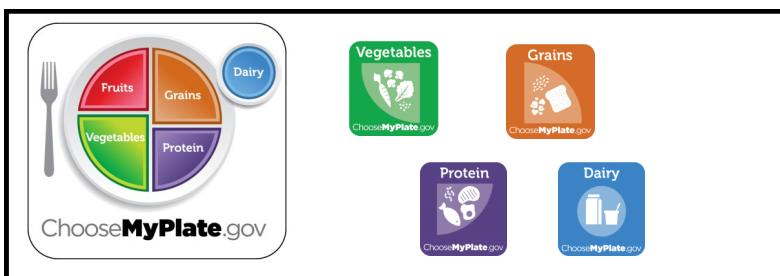 Fruits
Grains
Dairy
Vegetables
Protein
ChooseMyPlate.gov
Vegetables
ChooseMyPlate.gov
Grains
ChooseMyPlate.gov
Protein
ChooseMyPlate.gov
Dairy
ChooseMyPlate.gov